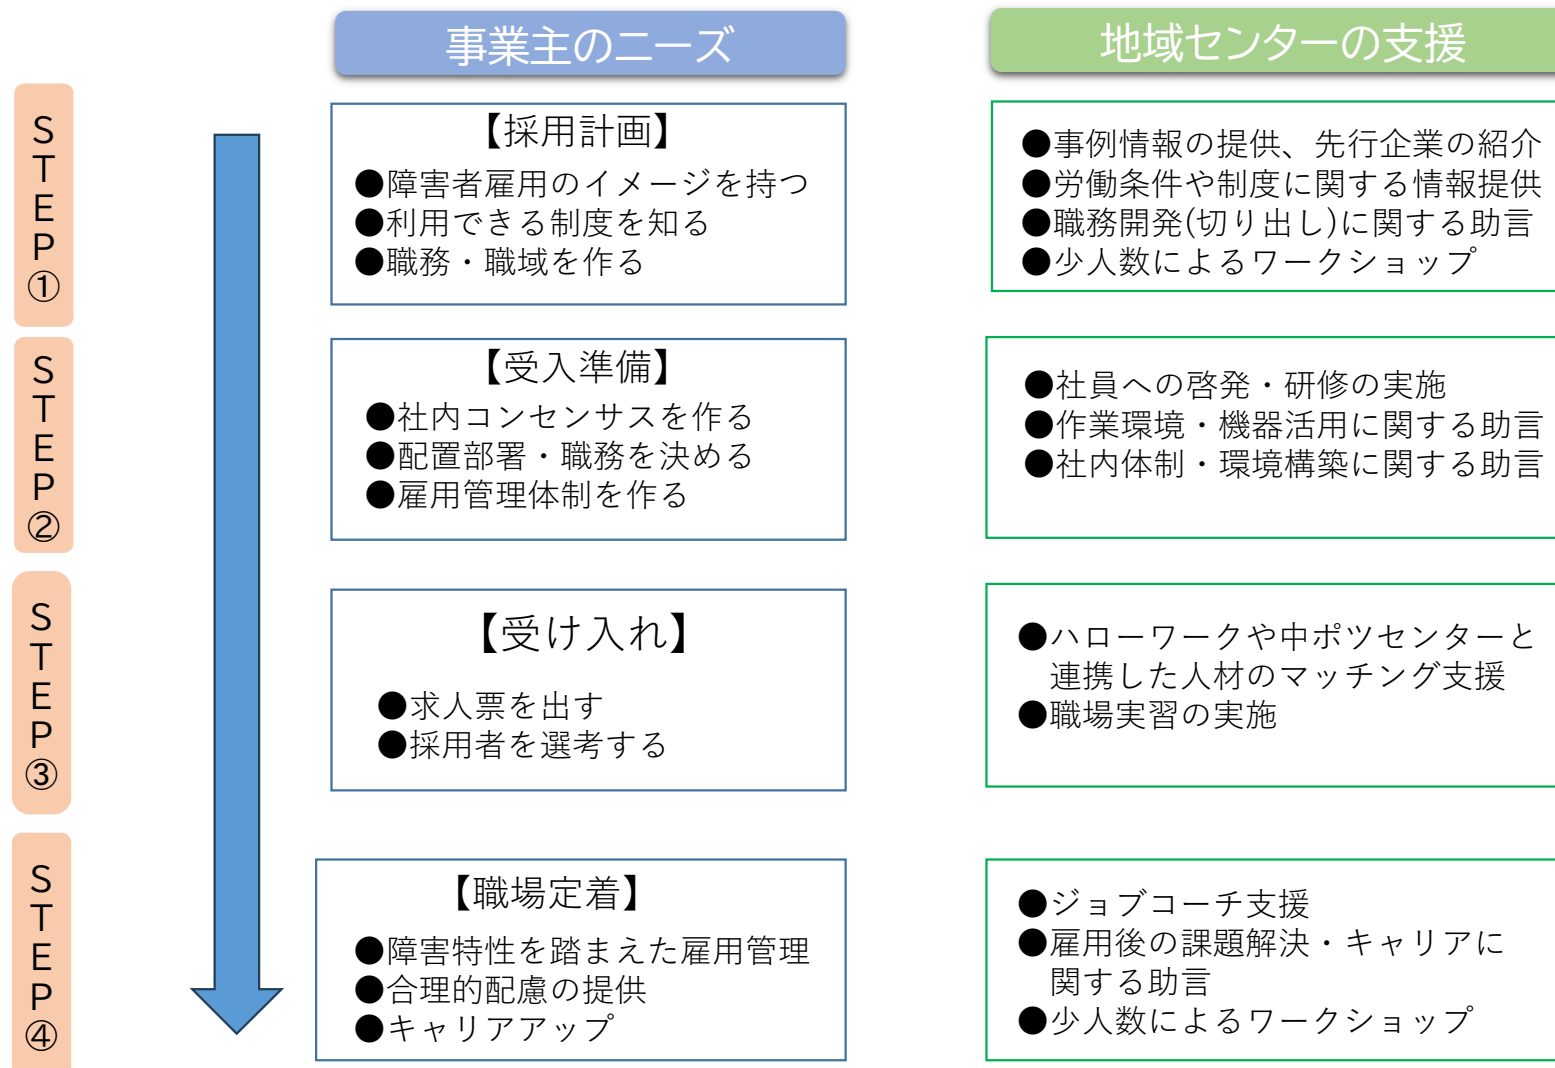 事業主のニーズ
地域センターの支援
STEP①
【採用計画】
●障害者雇用のイメージを持つ
●利用できる制度を知る
●職務・職域を作る
●事例情報の提供、先行企業の紹介
●労働条件や制度に関する情報提供
●職務開発(切り出し)に関する助言
●少人数によるワークショップ
STEP②
【受入準備】
●社内コンセンサスを作る
●配置部署・職務を決める
●雇用管理体制を作る
●社員への啓発・研修の実施
●作業環境・機器活用に関する助言
●社内体制・環境構築に関する助言
STEP③
【受け入れ】
●求人票を出す
●採用者を選考する
●ハローワークや中ポツセンターと
連携した人材のマッチング支援
●職場実習の実施
STEP④
【職場定着】
●障害特性を踏まえた雇用管理
●合理的配慮の提供
●キャリアアップ
●ジョブコーチ支援
●雇用後の課題解決・キャリアに
関する助言
●少人数によるワークショップ